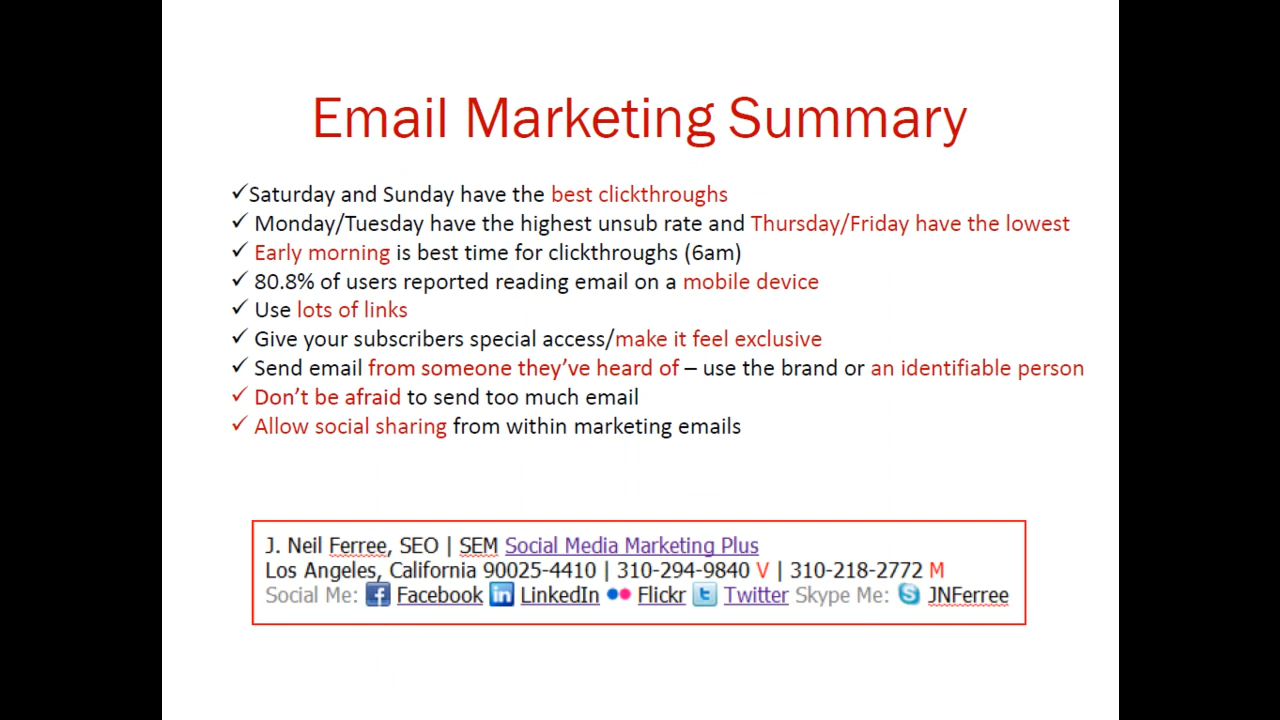 Email Marketing Summary
✓Saturday and Sunday have the best clickthroughs
✓ Monday/Tuesday have the highest unsub rate and Thursday/Friday have the lowest
✓ Early morning is best time for clickthroughs (6am)
✓ 80.8% of users reported reading email on a mobile device
✓ Use lots of links
✓ Give your subscribers special access/make it feel exclusive
✓ Send email from someone they’ve heard of – use the brand or an identifiable person
✓ Don’t be afraid to send too much email
✓ Allow social sharing from within marketing emails
J. Neil Ferree, SEO | SEM Social Media Marketing Plus
Los Angeles, California 90025-4410 | 310-294-9840 V | 310-218-2772 M
Social Me: Facebook LinkedIn Flickr Twitter Skype Me: JNFerree